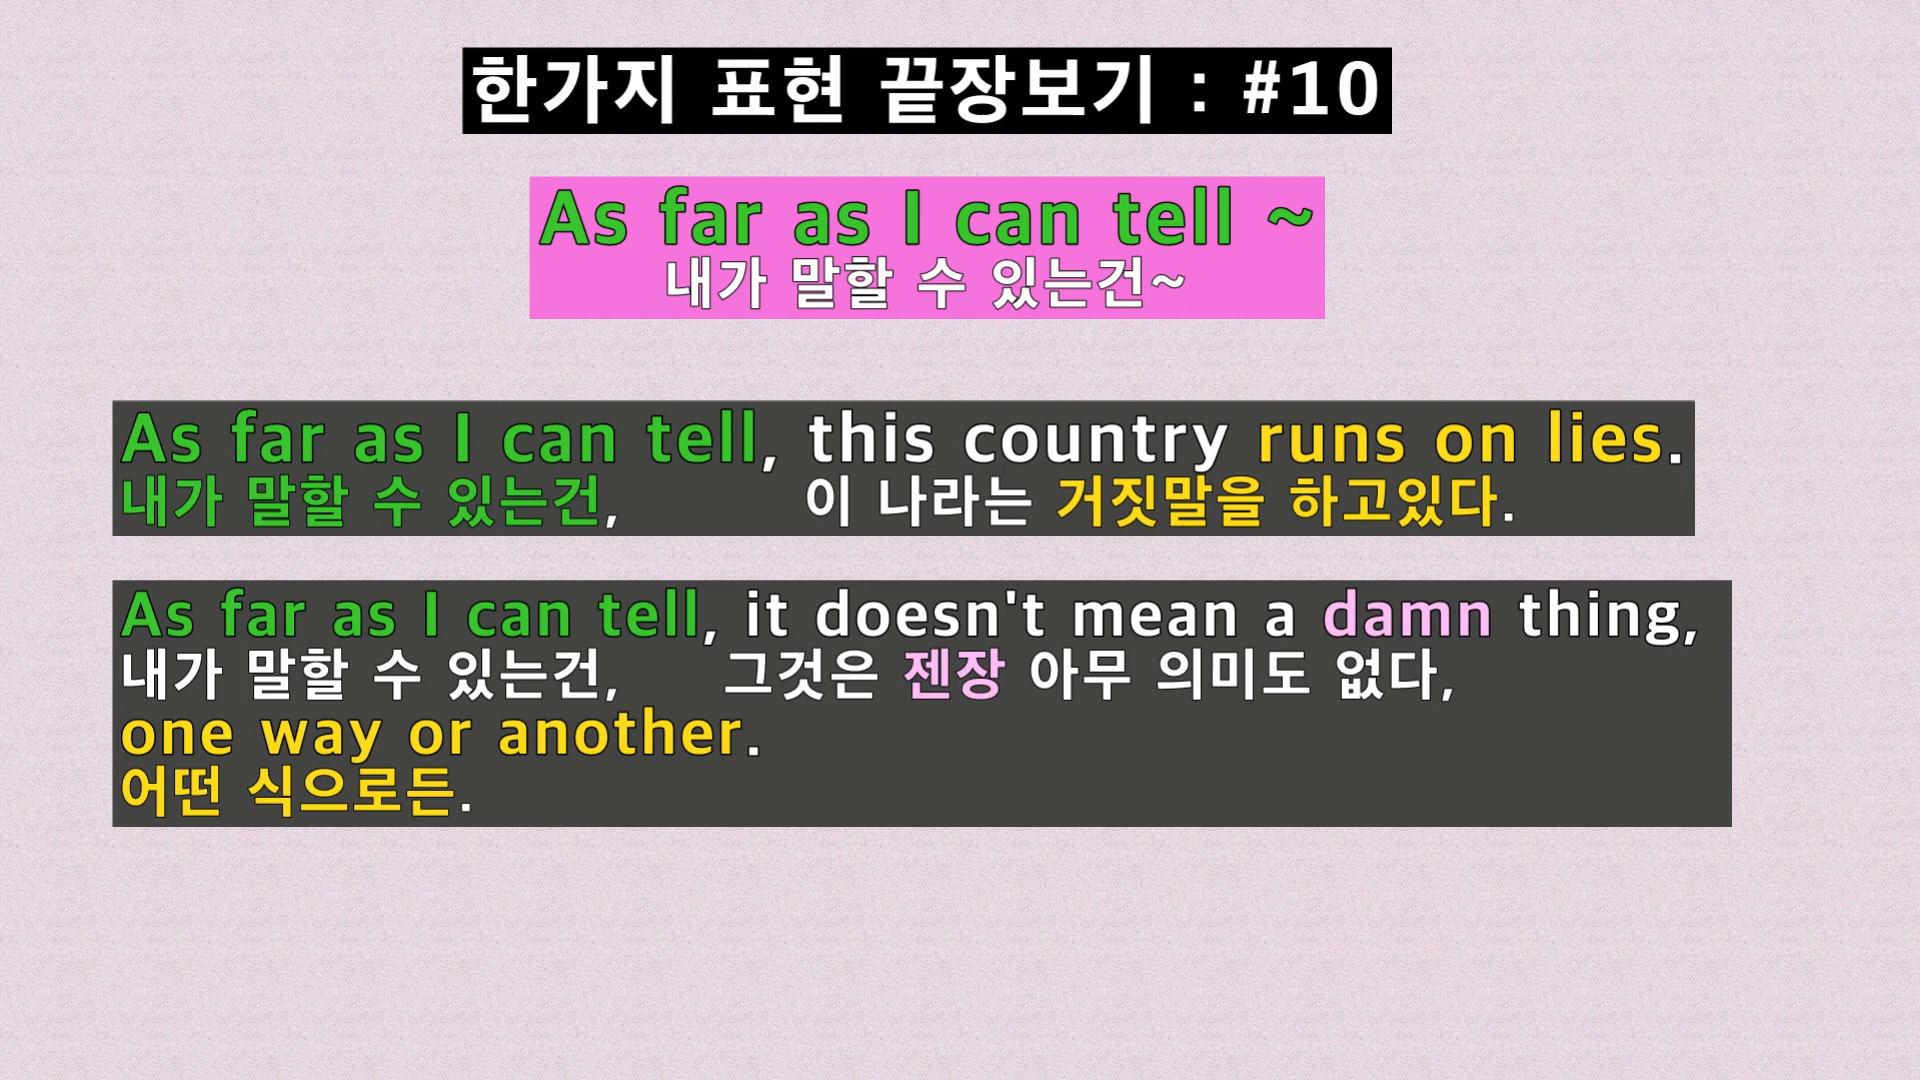 한가지 표현 끝장보기 : #10
As far as I can tell ~
내가 말할 수 있는건~
As far as I can tell, this country runs on lies.
내가 말할 수 있는건, 이 나라는 거짓말을 하고있다.
As far as I can tell, it doesn't mean a damn thing,
내가 말할 수 있는건, 그것은 젠장 아무 의미도 없다,
one way or another.
어떤 식으로든.